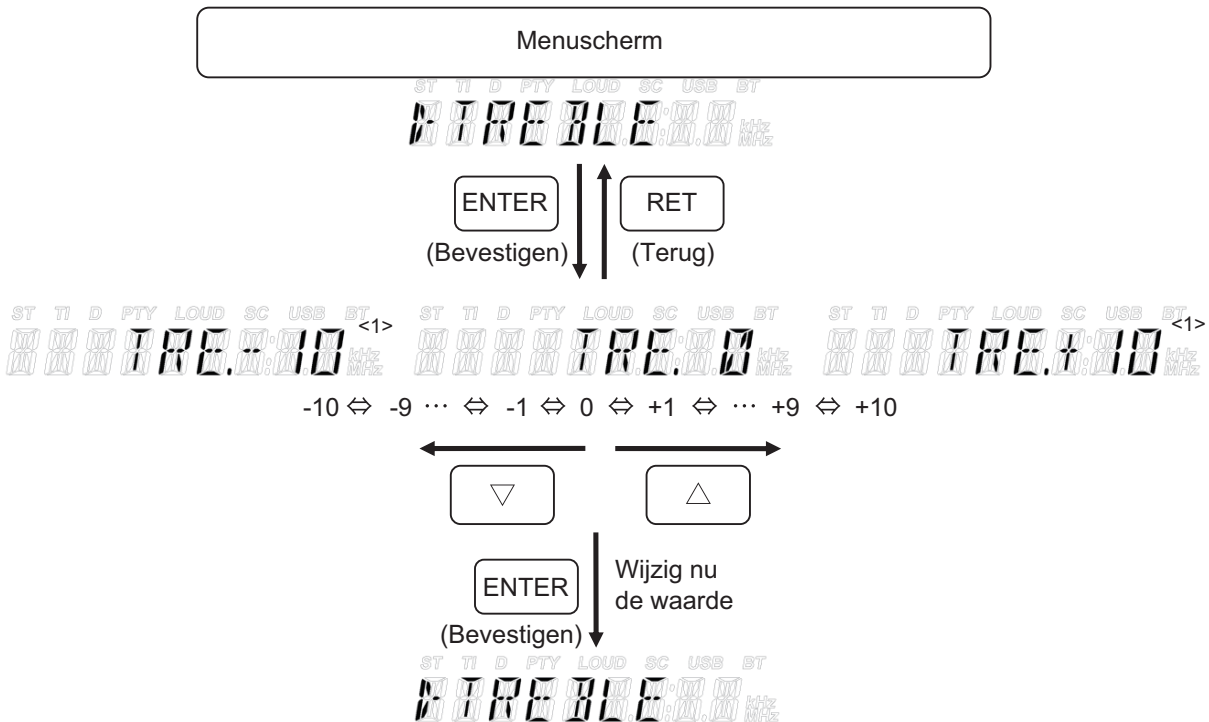 Menuscherm
ST TI D PTY LOUD SC USB BT
TREBLE kHz
MHz
ENTER RET
(Bevestigen) (Terug)
ST TI D PTY LOUD SC USB BT <1> ST TI D PTY LOUD SC USB BT ST TI D PTY LOUD SC USB BT <1>
TRE.-10 kHz TRE. 0 kHz TRE.+10 kHz
MHz MHz MHz
-10 ⇔ -9 ··· ⇔ -1 ⇔ 0 ⇔ +1 ⇔ ··· +9 ⇔ +10
▽ △
ENTER Wijzig nu
de waarde
(Bevestigen)
ST TI D PTY LOUD SC USB BT
TREBLE kHz
MHz